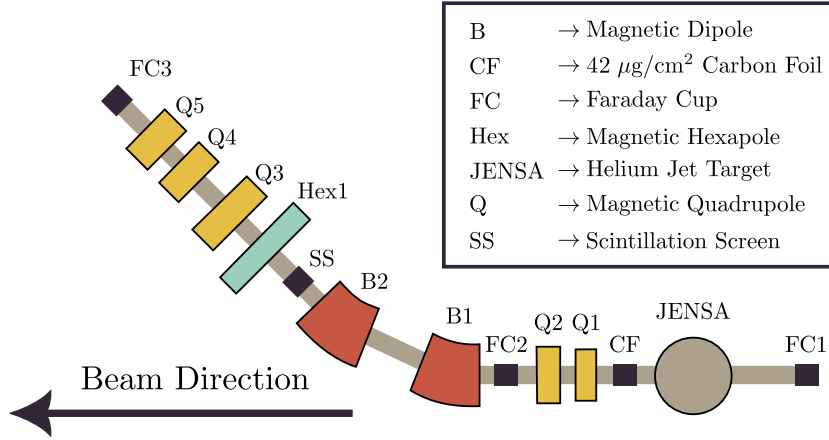 B → Magnetic Dipole
CF → 42 μg/cm² Carbon Foil
FC → Faraday Cup
Hex → Magnetic Hexapole
JENSA → Helium Jet Target
Q → Magnetic Quadrupole
SS → Scintillation Screen
FC3
Q5
Q4
Q3
Hex1
SS
B2
B1
FC2
Q2
Q1
CF
JENSA
FC1
Beam Direction